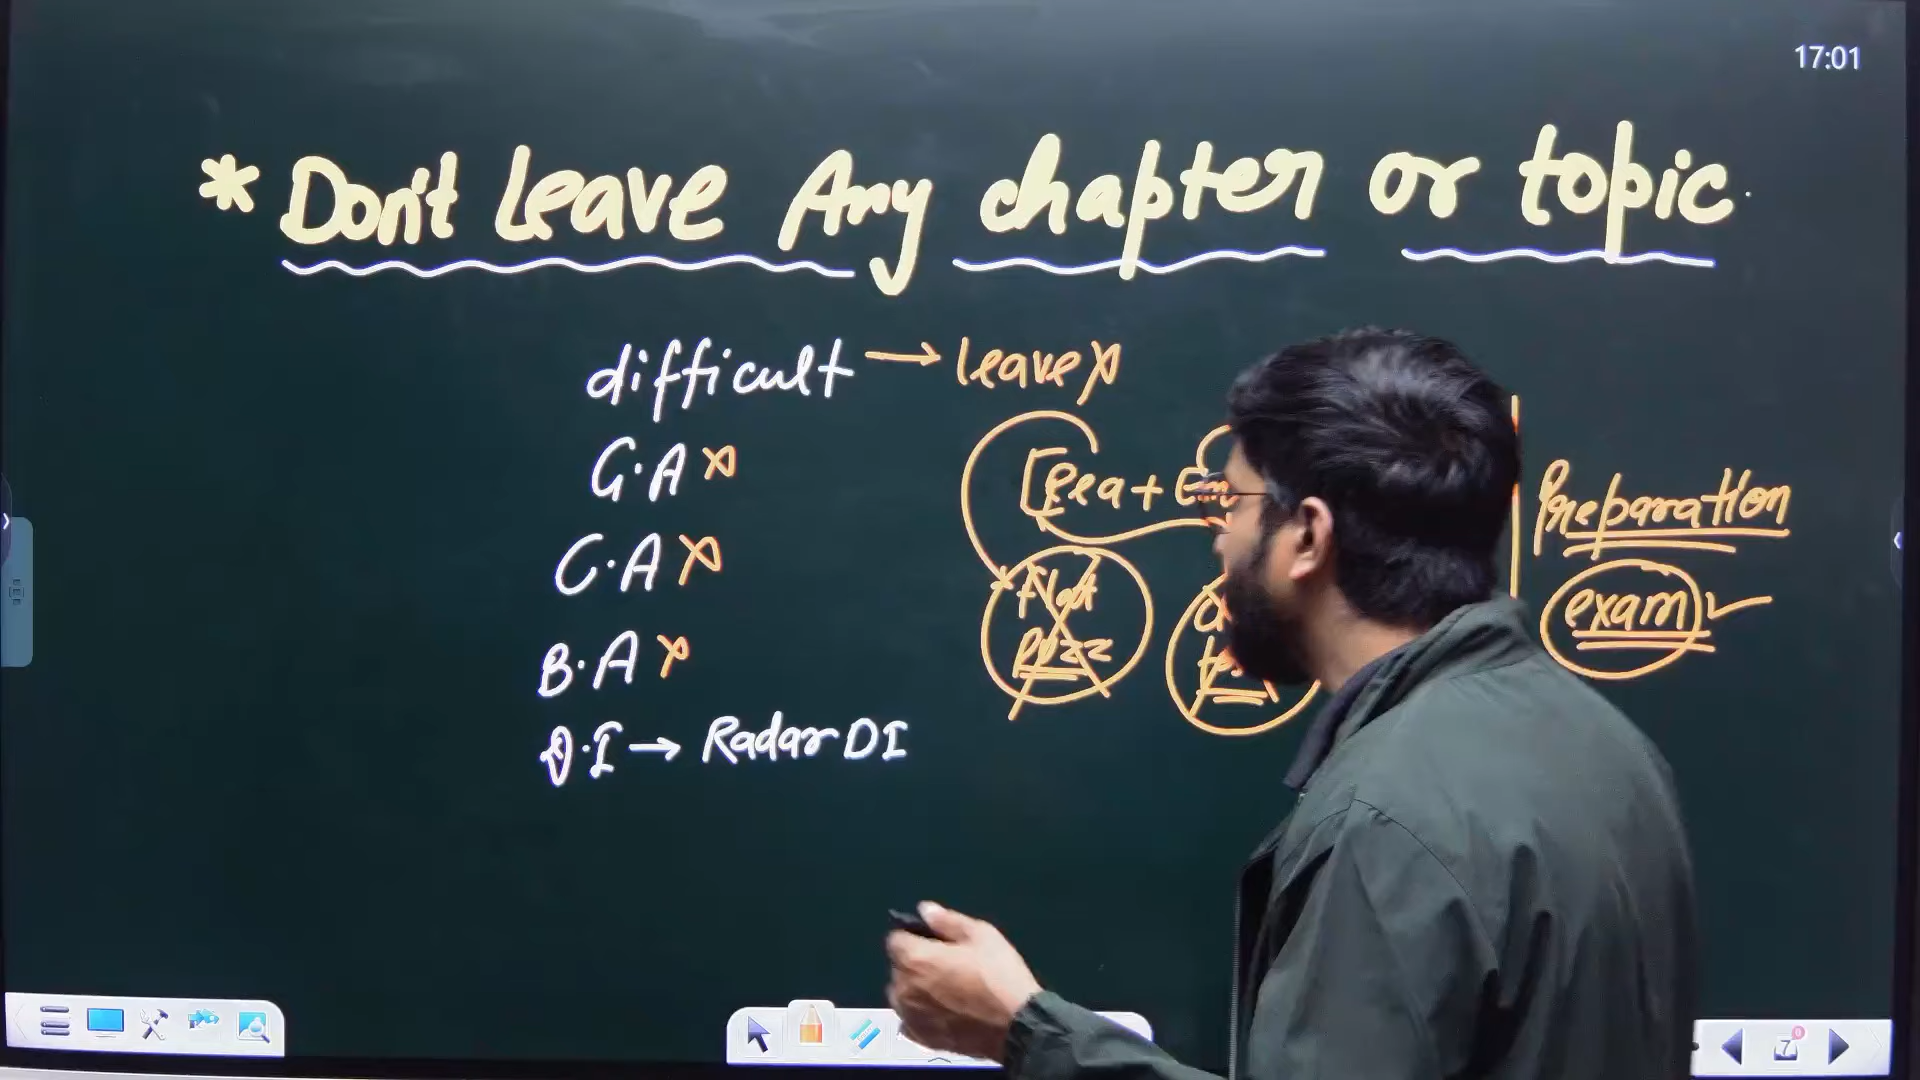 17:01
* Don't Leave Any chapter or topic.
difficult → leave x
G.A x
C.A x
B.A x
D.I → Radar DI
Preparation
exam ✓